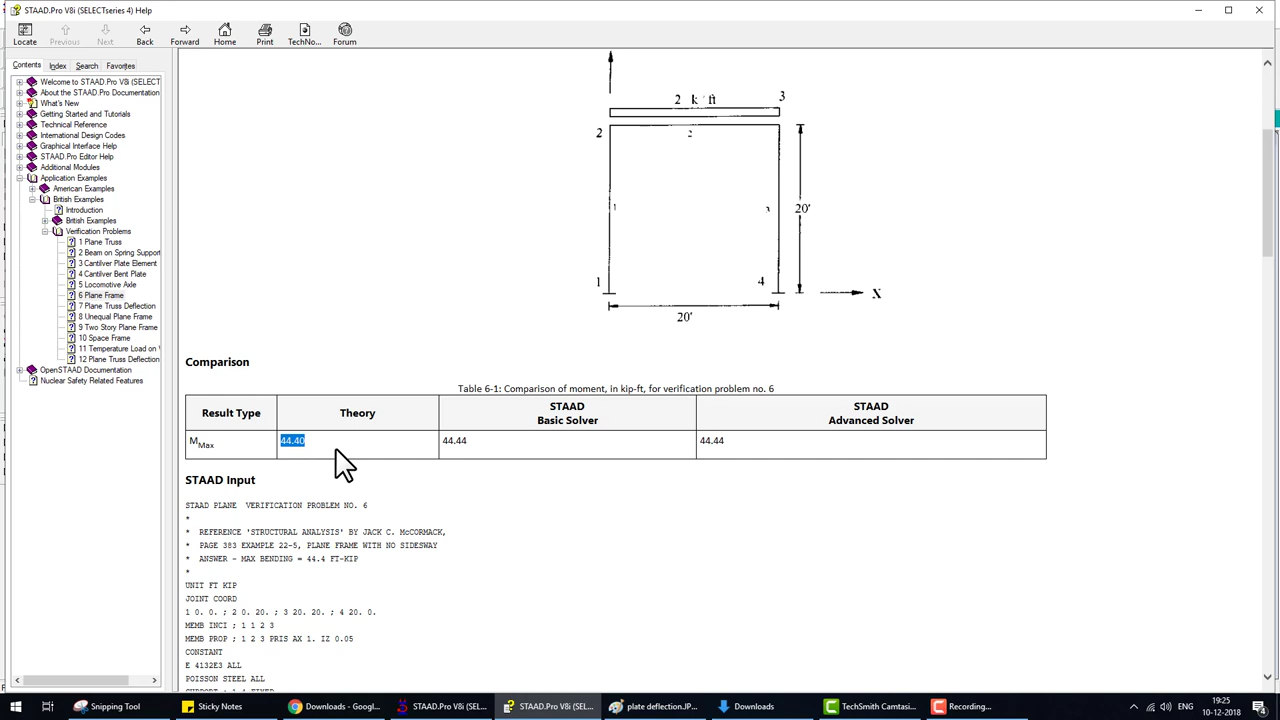 STAAD.Pro V8i (SELECTseries 4) Help
Locate Previous Next Back Forward Home Print TechNo... Forum
Contents Index Search Favorites
Welcome to STAAD.Pro V8i (SELECT
About the STAAD.Pro Documentation
What's New
Getting Started and Tutorials
Technical Reference
International Design Codes
Graphical Interface Help
STAAD.Pro Editor Help
Additional Modules
Application Examples
American Examples
British Examples
Introduction
British Examples
Verification Problems
1 Plane Truss
2 Beam on Spring Support
3 Cantilver Plate Element
4 Cantilver Bent Plate
5 Locomotive Axle
6 Plane Frame
7 Plane Truss Deflection
8 Unequal Plane Frame
9 Two Story Plane Frame
10 Space Frame
11 Temperature Load on
12 Plane Truss Deflection
OpenSTAAD Documentation
Nuclear Safety Related Features
2 k / ft 3
2 2
1 20'
1 4
X
20'
Comparison
Table 6-1: Comparison of moment, in kip-ft, for verification problem no. 6
Result Type Theory STAAD Basic Solver STAAD Advanced Solver
MMax 44.40 44.44 44.44
STAAD Input
STAAD PLANE VERIFICATION PROBLEM NO. 6
*
* REFERENCE 'STRUCTURAL ANALYSIS' BY JACK C. McCORMACK,
* PAGE 383 EXAMPLE 22-5, PLANE FRAME WITH NO SIDESWAY
* ANSWER - MAX BENDING = 44.4 FT-KIP
*
UNIT FT KIP
JOINT COORD
1 0. 0. ; 2 0. 20. ; 3 20. 20. ; 4 20. 0.
MEMB INCI ; 1 1 2 3
MEMB PROP ; 1 2 3 PRIS AX 1. IZ 0.05
CONSTANT
E 4132E3 ALL
POISSON STEEL ALL
SUPPORT ; 1 4 FIXED
Snipping Tool Sticky Notes Downloads - Googl... STAAD.Pro V8i (SEL... STAAD.Pro V8i (SEL... plate deflection.JP... Downloads TechSmith Camtasi... Recording...
19:25
10-12-2018